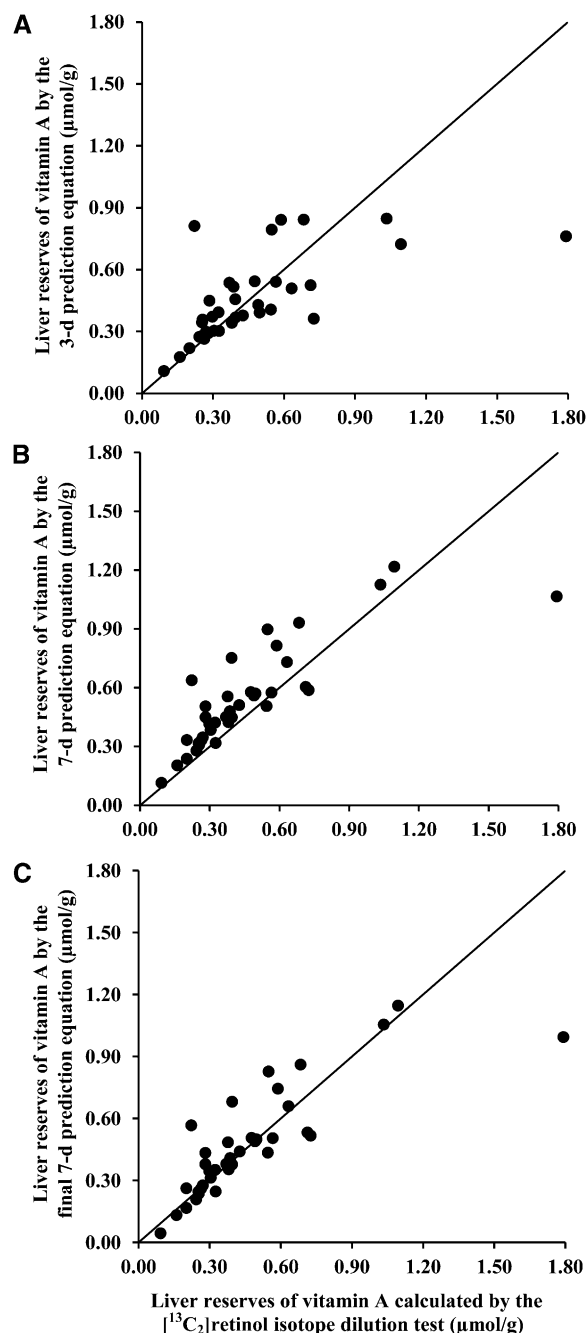 A
Liver reserves of vitamin A by the
3-d prediction equation (µmol/g)
1.80
1.50
1.20
0.90
0.60
0.30
0.00
0.00 0.30 0.60 0.90 1.20 1.50 1.80
B
Liver reserves of vitamin A by the
7-d prediction equation (µmol/g)
1.80
1.50
1.20
0.90
0.60
0.30
0.00
0.00 0.30 0.60 0.90 1.20 1.50 1.80
C
Liver reserves of vitamin A by the
final 7-d prediction equation (µmol/g)
1.80
1.50
1.20
0.90
0.60
0.30
0.00
0.00 0.30 0.60 0.90 1.20 1.50 1.80
Liver reserves of vitamin A calculated by the
[¹³C₂]retinol isotope dilution test (µmol/g)